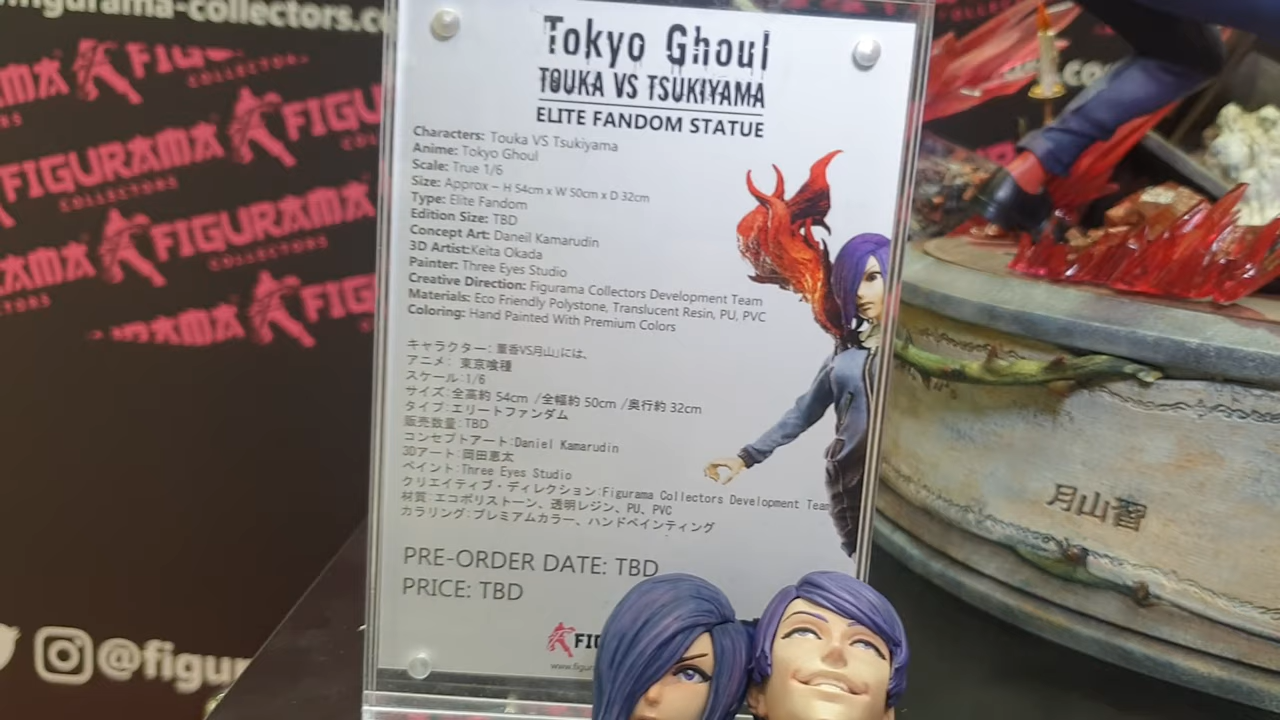 figurama-collectors.co
FIGURAMA
COLLECTORS
FIGURAMA
COLLECTORS
FIGURAMA
COLLECTORS
Tokyo Ghoul
TOUKA VS TSUKIYAMA
ELITE FANDOM STATUE
Characters: Touka VS Tsukiyama
Anime: Tokyo Ghoul
Scale: True 1/6
Size: Approx – H 54cm x W 50cm x D 32cm
Type: Elite Fandom
Edition Size: TBD
Concept Art: Daneil Kamarudin
3D Artist:Keita Okada
Painter: Three Eyes Studio
Creative Direction: Figurama Collectors Development Team
Materials: Eco Friendly Polystone, Translucent Resin, PU, PVC
Coloring: Hand Painted With Premium Colors
キャラクター: 董香VS月山」には、
アニメ: 東京喰種
スケール:1/6
サイズ:全高約 54cm /全幅約 50cm /奥行約 32cm
タイプ:エリートファンダム
販売数量:TBD
コンセプトアート:Daniel Kamarudin
3Dアート:岡田恵太
ペイント:Three Eyes Studio
クリエイティブ・ディレクション:Figurama Collectors Development Team
材質:エコポリストーン、透明レジン、PU、PVC
カラリング:プレミアムカラー、ハンドペインティング
PRE-ORDER DATE: TBD
PRICE: TBD
www.figur
@figura
月山習